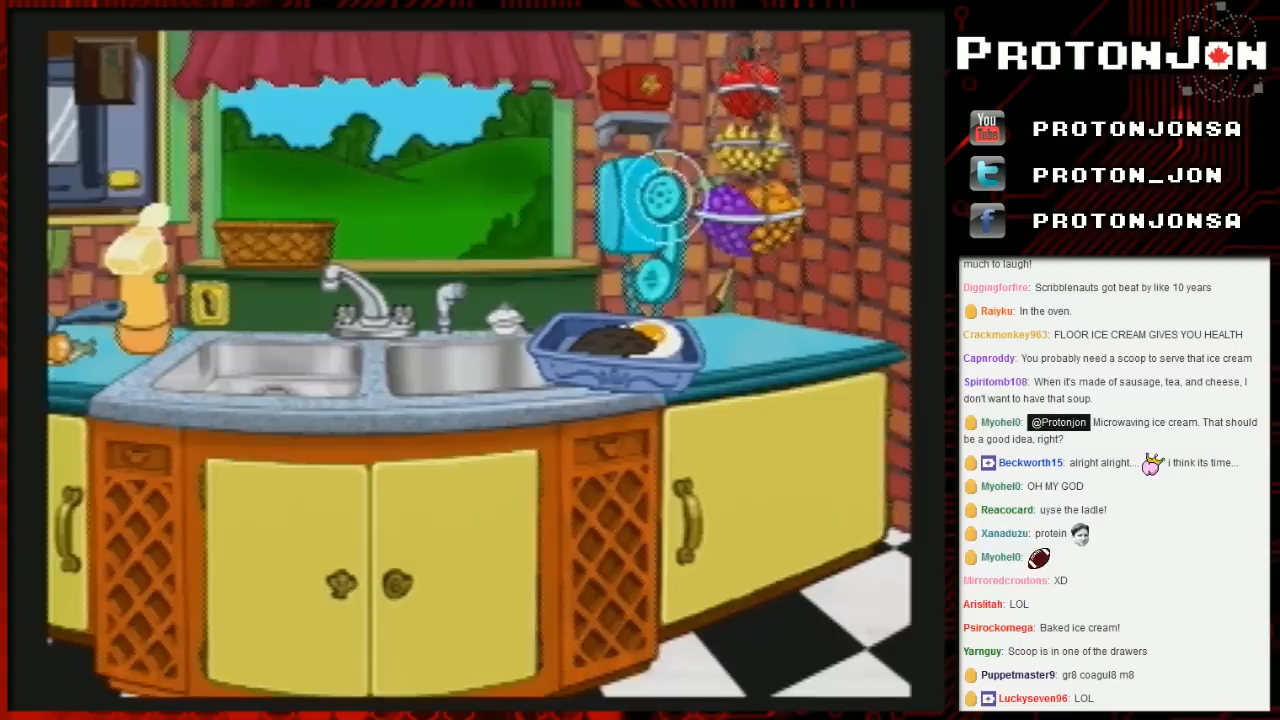 PROTONJON
You
Tube
PROTONJONSA
PROTON_JON
PROTONJONSA
much to laugh!
Diggingforfire: Scribblenauts got beat by like 10 years
Raiyku: In the oven.
Crackmonkey963: FLOOR ICE CREAM GIVES YOU HEALTH
Capnroddy: You probably need a scoop to serve that ice cream
Spiritomb108: When it's made of sausage, tea, and cheese, I
don't want to have that soup.
Myohel0: @Protonjon Microwaving ice cream. That should
be a good idea, right?
Beckworth15: alright alright.... i think its time...
Myohel0: OH MY GOD
Reacocard: uyse the ladle!
Xanaduzu: protein
Myohel0:
Mirroredcroutons: XD
Arislitah: LOL
Psirockomega: Baked ice cream!
Yarnguy: Scoop is in one of the drawers
Puppetmaster9: gr8 coagul8 m8
Luckyseven96: LOL